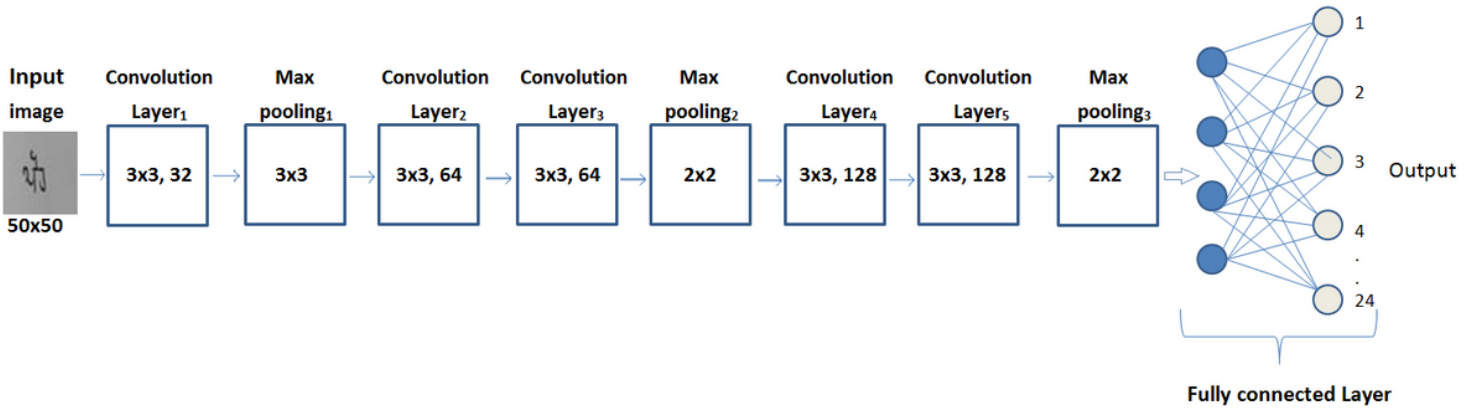 Input
image
50x50
Convolution
Layer₁
3x3, 32
Max
pooling₁
3x3
Convolution
Layer₂
3x3, 64
Convolution
Layer₃
3x3, 64
Max
pooling₂
2x2
Convolution
Layer₄
3x3, 128
Convolution
Layer₅
3x3, 128
Max
pooling₃
2x2
1
2
3
4
.
.
24
Output
Fully connected Layer